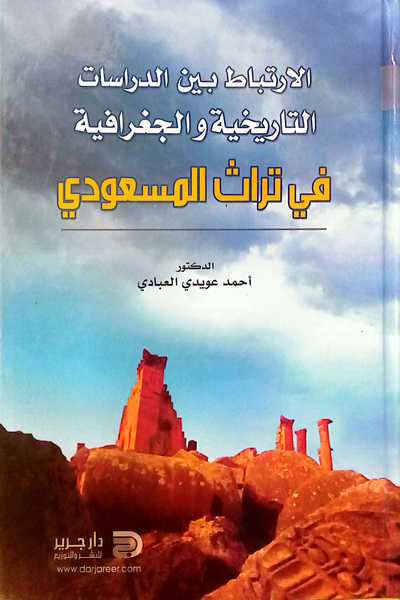 الارتباط بين الدراسات
التاريخية والجغرافية
في تراث المسعودي
الدكتور
أحمد عويدي العبادي
دار جرير
للنشر والتوزيع
www.darjareer.com